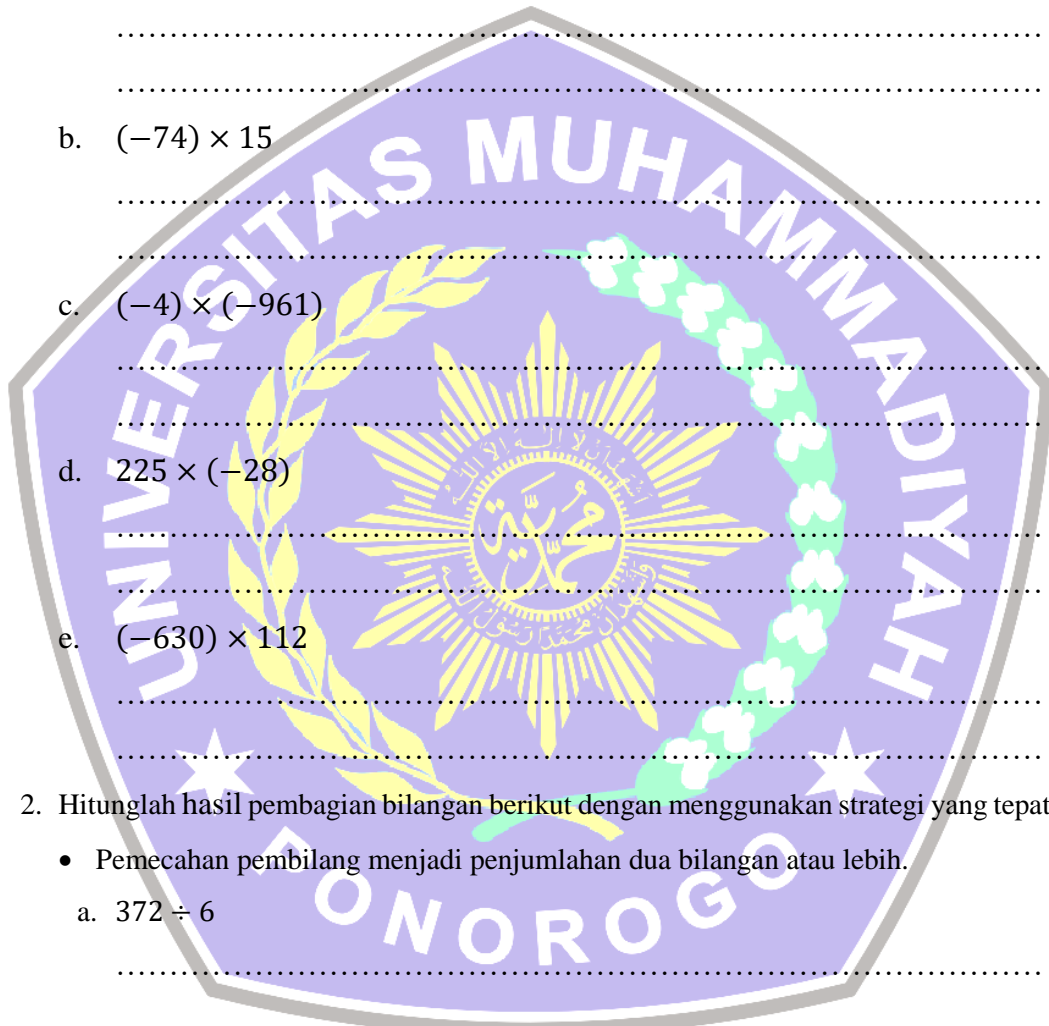 ………………………………………………………………………………
………………………………………………………………………………
b. (−74) × 15
………………………………………………………………………………
………………………………………………………………………………
c. (−4) × (−961)
………………………………………………………………………………
………………………………………………………………………………
d. 225 × (−28)
………………………………………………………………………………
………………………………………………………………………………
e. (−630) × 112
………………………………………………………………………………
………………………………………………………………………………
2. Hitunglah hasil pembagian bilangan berikut dengan menggunakan strategi yang tepat
• Pemecahan pembilang menjadi penjumlahan dua bilangan atau lebih.
a. 372 ÷ 6
………………………………………………………………………………
UNIVERSITAS MUHAMMADIYAH
PONOROGO
محمدية